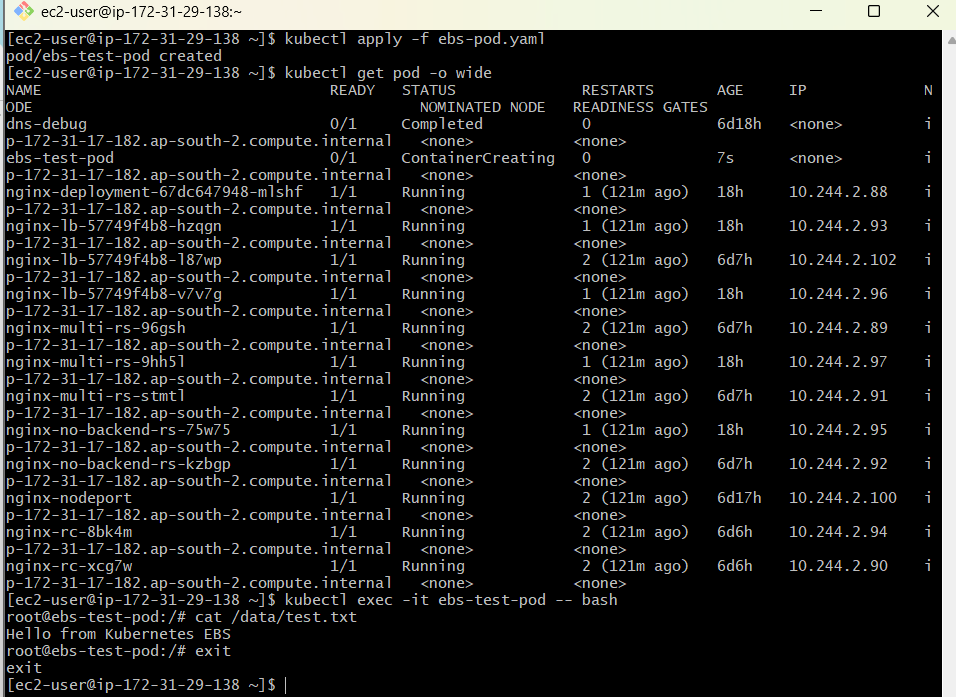 ec2-user@ip-172-31-29-138:~
[ec2-user@ip-172-31-29-138 ~]$ kubectl apply -f ebs-pod.yaml
pod/ebs-test-pod created
[ec2-user@ip-172-31-29-138 ~]$ kubectl get pod -o wide
NAME READY STATUS RESTARTS AGE IP N
ODE NOMINATED NODE READINESS GATES
dns-debug 0/1 Completed 0 6d18h <none> i
p-172-31-17-182.ap-south-2.compute.internal <none> <none>
ebs-test-pod 0/1 ContainerCreating 0 7s <none> i
p-172-31-17-182.ap-south-2.compute.internal <none> <none>
nginx-deployment-67dc647948-mlshf 1/1 Running 1 (121m ago) 18h 10.244.2.88 i
p-172-31-17-182.ap-south-2.compute.internal <none> <none>
nginx-lb-57749f4b8-hzqgn 1/1 Running 1 (121m ago) 18h 10.244.2.93 i
p-172-31-17-182.ap-south-2.compute.internal <none> <none>
nginx-lb-57749f4b8-l87wp 1/1 Running 2 (121m ago) 6d7h 10.244.2.102 i
p-172-31-17-182.ap-south-2.compute.internal <none> <none>
nginx-lb-57749f4b8-v7v7g 1/1 Running 1 (121m ago) 18h 10.244.2.96 i
p-172-31-17-182.ap-south-2.compute.internal <none> <none>
nginx-multi-rs-96gsh 1/1 Running 2 (121m ago) 6d7h 10.244.2.89 i
p-172-31-17-182.ap-south-2.compute.internal <none> <none>
nginx-multi-rs-9hh5l 1/1 Running 1 (121m ago) 18h 10.244.2.97 i
p-172-31-17-182.ap-south-2.compute.internal <none> <none>
nginx-multi-rs-stmtl 1/1 Running 2 (121m ago) 6d7h 10.244.2.91 i
p-172-31-17-182.ap-south-2.compute.internal <none> <none>
nginx-no-backend-rs-75w75 1/1 Running 1 (121m ago) 18h 10.244.2.95 i
p-172-31-17-182.ap-south-2.compute.internal <none> <none>
nginx-no-backend-rs-kzbgp 1/1 Running 2 (121m ago) 6d7h 10.244.2.92 i
p-172-31-17-182.ap-south-2.compute.internal <none> <none>
nginx-nodeport 1/1 Running 2 (121m ago) 6d17h 10.244.2.100 i
p-172-31-17-182.ap-south-2.compute.internal <none> <none>
nginx-rc-8bk4m 1/1 Running 2 (121m ago) 6d6h 10.244.2.94 i
p-172-31-17-182.ap-south-2.compute.internal <none> <none>
nginx-rc-xcg7w 1/1 Running 2 (121m ago) 6d6h 10.244.2.90 i
p-172-31-17-182.ap-south-2.compute.internal <none> <none>
[ec2-user@ip-172-31-29-138 ~]$ kubectl exec -it ebs-test-pod -- bash
root@ebs-test-pod:/# cat /data/test.txt
Hello from Kubernetes EBS
root@ebs-test-pod:/# exit
exit
[ec2-user@ip-172-31-29-138 ~]$